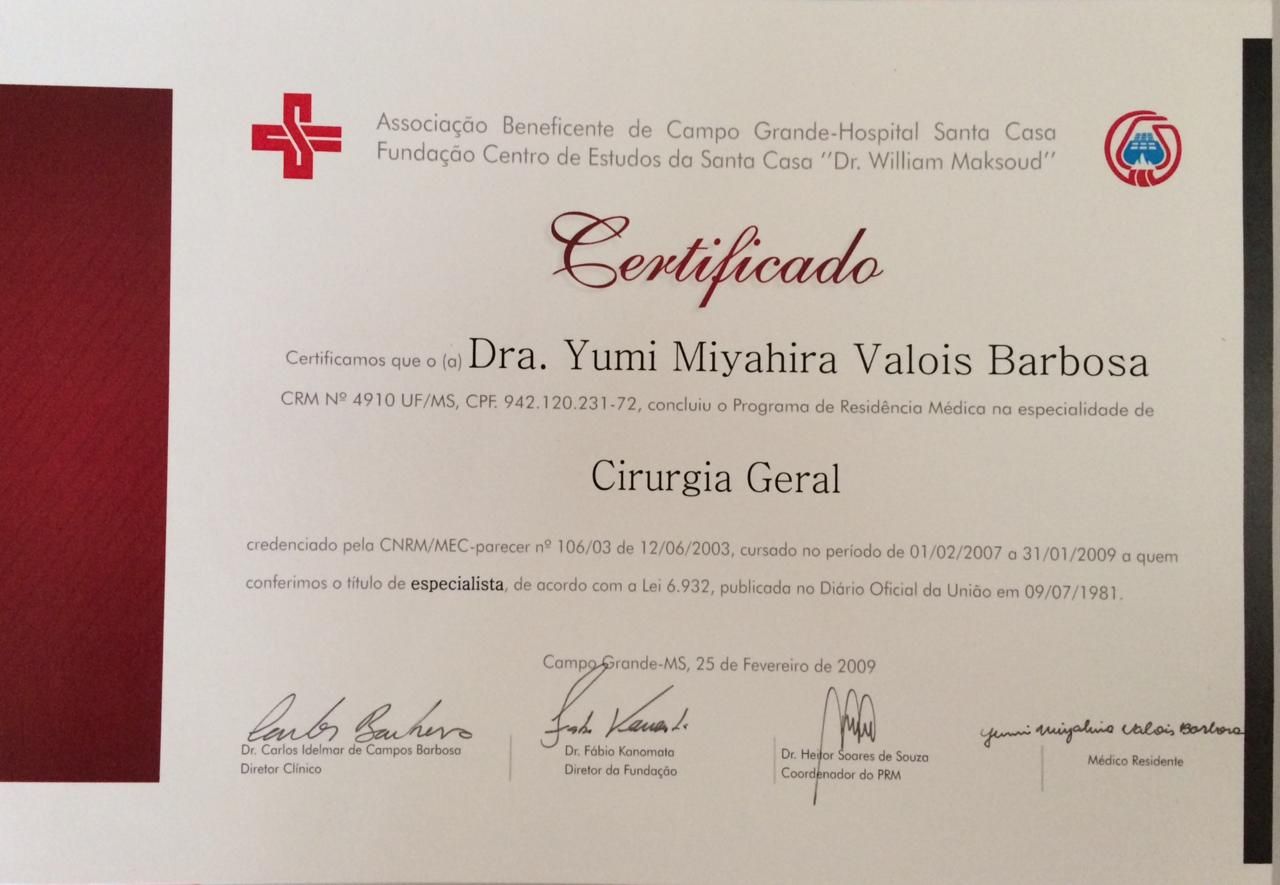 Associação Beneficente de Campo Grande-Hospital Santa Casa
Fundação Centro de Estudos da Santa Casa "Dr. William Maksoud"
Certificado
Certificamos que o (a) Dra. Yumi Miyahira Valois Barbosa
CRM Nº 4910 UF/MS, CPF. 942.120.231-72, concluiu o Programa de Residência Médica na especialidade de
Cirurgia Geral
credenciado pela CNRM/MEC-parecer nº 106/03 de 12/06/2003, cursado no período de 01/02/2007 a 31/01/2009 a quem
conferimos o título de especialista, de acordo com a Lei 6.932, publicada no Diário Oficial da União em 09/07/1981.
Campo Grande-MS, 25 de Fevereiro de 2009
Carlos Barbosa
Yumi Miyahira Valois Barbosa
Dr. Carlos Idelmar de Campos Barbosa
Diretor Clínico
Dr. Fábio Kanomata
Diretor da Fundação
Dr. Heitor Soares de Souza
Coordenador do PRM
Médico Residente